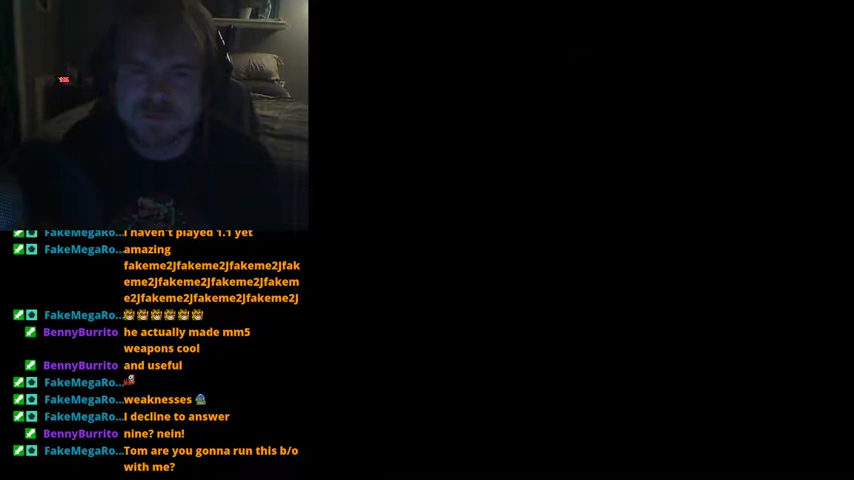 936
FakeMegaRo... I haven't played 1.1 yet
FakeMegaRo... amazing
fakeme2Jfakeme2Jfakeme2Jfak
eme2Jfakeme2Jfakeme2Jfakem
e2Jfakeme2Jfakeme2Jfakeme2J
FakeMegaRo...
BennyBurrito he actually made mm5
weapons cool
BennyBurrito and useful
FakeMegaRo...
FakeMegaRo... weaknesses
FakeMegaRo... I decline to answer
BennyBurrito nine? nein!
FakeMegaRo... Tom are you gonna run this b/o
with me?